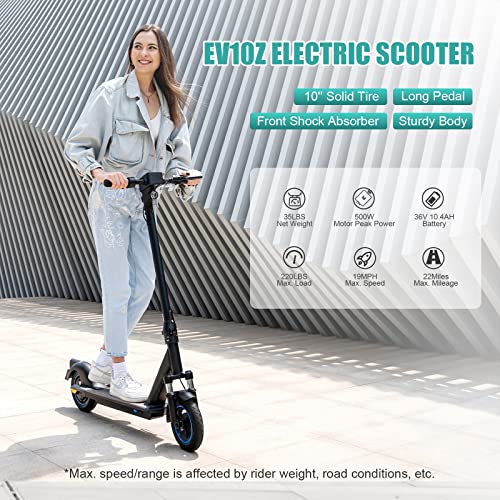 EV10Z ELECTRIC SCOOTER
10" Solid Tire
Long Pedal
Front Shock Absorber
Sturdy Body
35LBS
Net Weight
500W
Motor Peak Power
36V 10.4AH
Battery
220LBS
Max. Load
19MPH
Max. Speed
22Miles
Max. Mileage
*Max. speed/range is affected by rider weight, road conditions, etc.